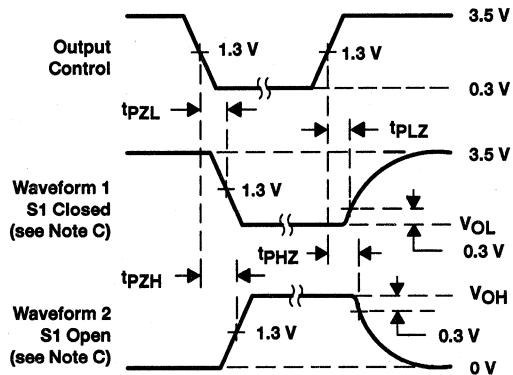 3.5 V
Output
Control
1.3 V
1.3 V
0.3 V
tPZL
tPLZ
3.5 V
Waveform 1
S1 Closed
(see Note C)
1.3 V
VOL
0.3 V
tPHZ
tPZH
VOH
Waveform 2
S1 Open
(see Note C)
1.3 V
0.3 V
0 V